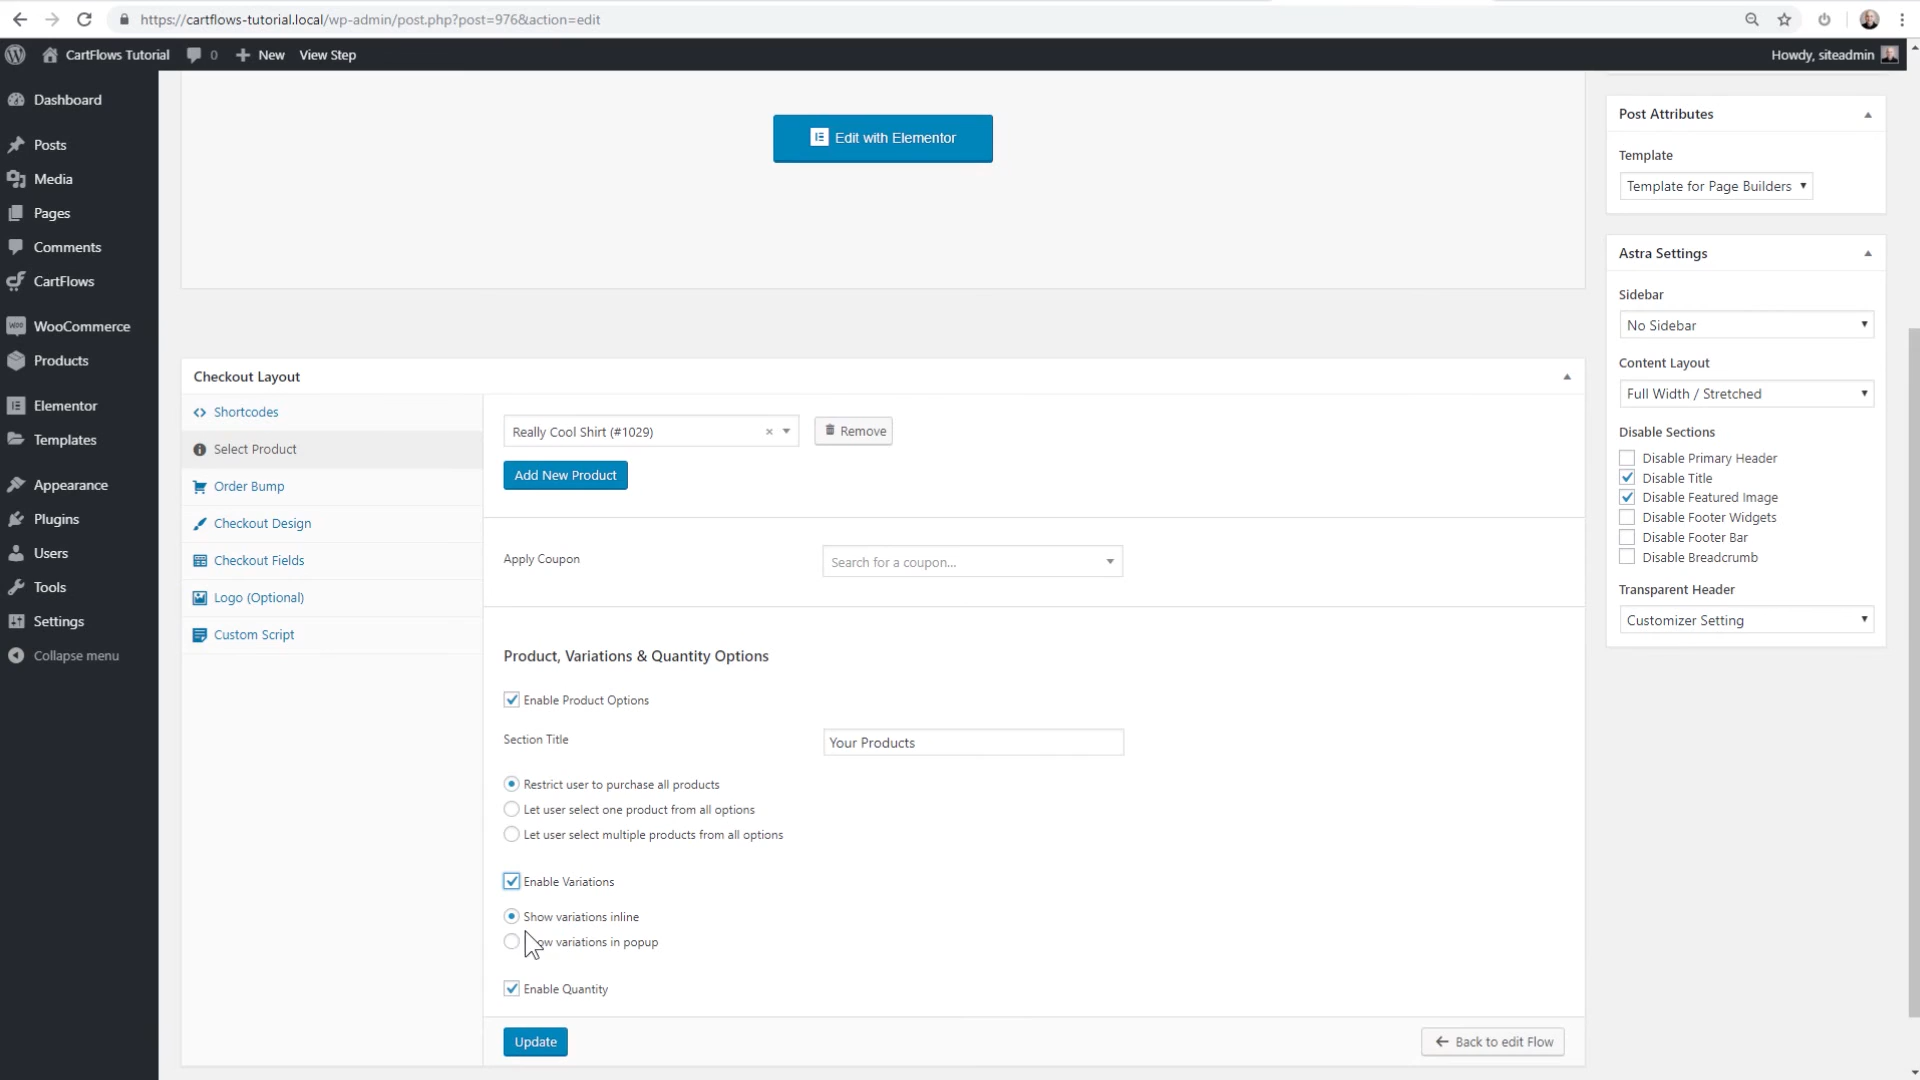 https://cartflows-tutorial.local/wp-admin/post.php?post=976&action=edit
CartFlows Tutorial
0
New
View Step
Howdy, siteadmin
Dashboard
Posts
Media
Pages
Comments
CartFlows
WooCommerce
Products
Elementor
Templates
Appearance
Plugins
Users
Tools
Settings
Collapse menu
Edit with Elementor
Checkout Layout
Shortcodes
Select Product
Order Bump
Checkout Design
Checkout Fields
Logo (Optional)
Custom Script
Really Cool Shirt (#1029)
× 
Remove
Add New Product
Apply Coupon
Search for a coupon...
Product, Variations & Quantity Options
Enable Product Options
Section Title
Your Products
Restrict user to purchase all products
Let user select one product from all options
Let user select multiple products from all options
Enable Variations
Show variations inline
variations in popup
Enable Quantity
Update
Back to edit Flow
Post Attributes
Template
Template for Page Builders
Astra Settings
Sidebar
No Sidebar
Content Layout
Full Width / Stretched
Disable Sections
Disable Primary Header
Disable Title
Disable Featured Image
Disable Footer Widgets
Disable Footer Bar
Disable Breadcrumb
Transparent Header
Customizer Setting